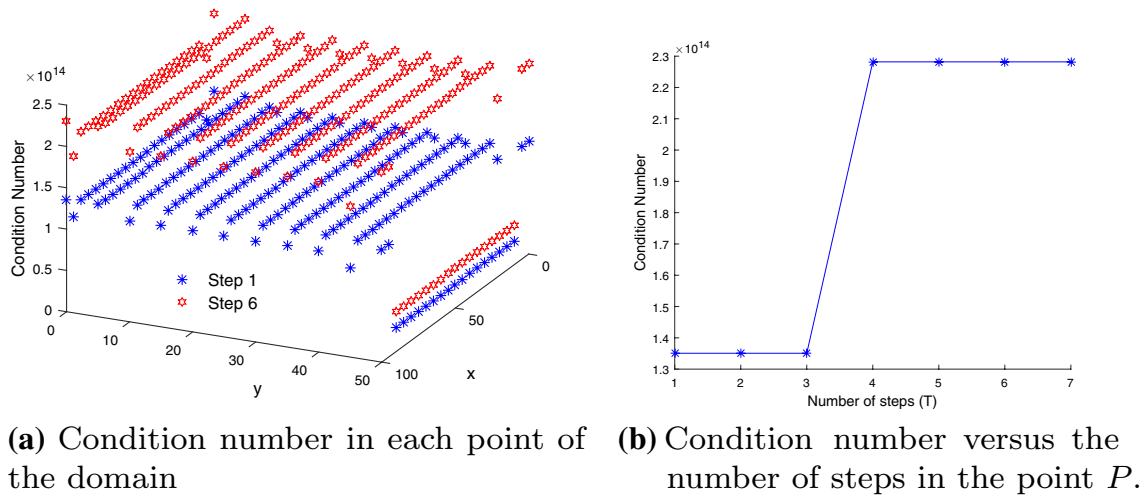 ×10^14
2.5
2
1.5
1
0.5
0
Condition Number
Step 1
Step 6
0
10
20
30
40
50
y
100
50
0
x
×10^14
2.3
2.2
2.1
2
1.9
1.8
1.7
1.6
1.5
1.4
1.3
Condition Number
1 2 3 4 5 6 7
Number of steps (T)
(a) Condition number in each point of
the domain
(b) Condition number versus the
number of steps in the point P.